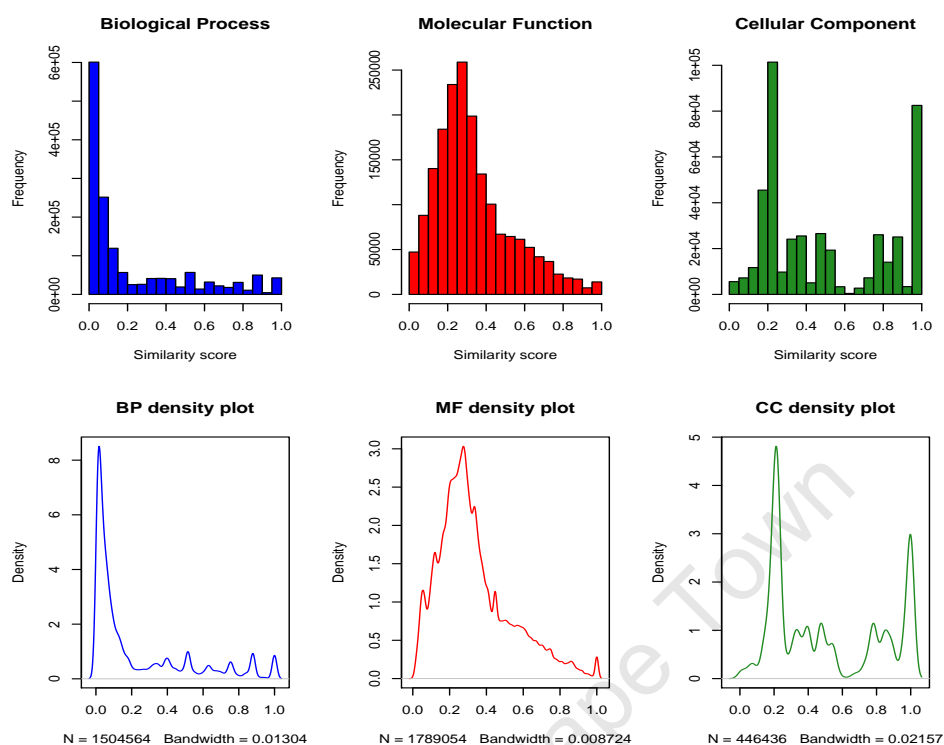 Biological Process
Molecular Function
Cellular Component
Frequency
0e+00 2e+05 4e+05 6e+05
0.0 0.2 0.4 0.6 0.8 1.0
Similarity score
Frequency
0 50000 150000 250000
0.0 0.2 0.4 0.6 0.8 1.0
Similarity score
Frequency
0e+00 2e+04 4e+04 6e+04 8e+04 1e+05
0.0 0.2 0.4 0.6 0.8 1.0
Similarity score
BP density plot
MF density plot
CC density plot
Density
0 2 4 6 8
0.0 0.2 0.4 0.6 0.8 1.0
N = 1504564 Bandwidth = 0.01304
Density
0.0 0.5 1.0 1.5 2.0 2.5 3.0
0.0 0.2 0.4 0.6 0.8 1.0
N = 1789054 Bandwidth = 0.008724
Density
0 1 2 3 4 5
0.0 0.2 0.4 0.6 0.8 1.0
N = 446436 Bandwidth = 0.02157
ape Town